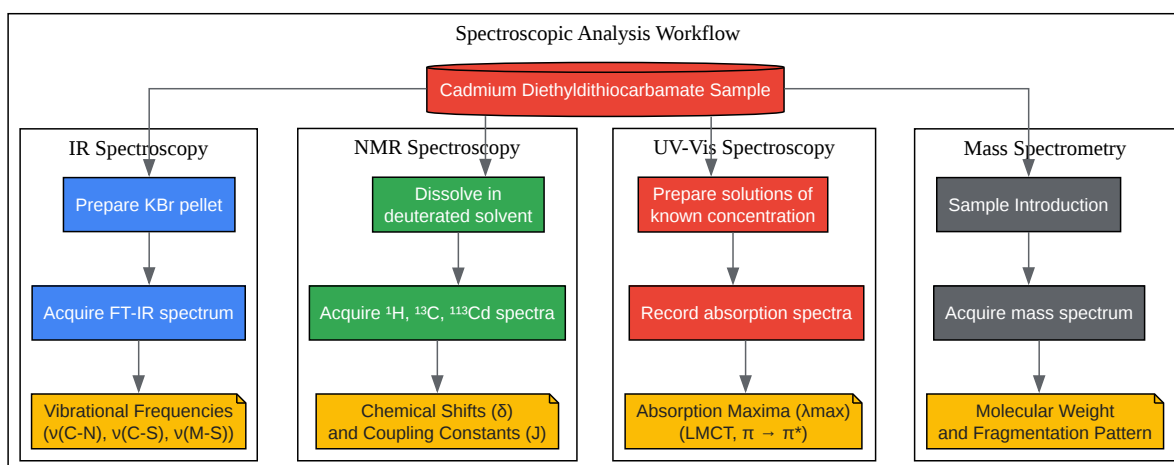 Spectroscopic Analysis Workflow
Cadmium Diethyldithiocarbamate Sample
IR Spectroscopy
Prepare KBr pellet
Acquire FT-IR spectrum
Vibrational Frequencies
(ν(C-N), ν(C-S), ν(M-S))
NMR Spectroscopy
Dissolve in
deuterated solvent
Acquire ¹H, ¹³C, ¹¹³Cd spectra
Chemical Shifts (δ)
and Coupling Constants (J)
UV-Vis Spectroscopy
Prepare solutions of
known concentration
Record absorption spectra
Absorption Maxima (λmax)
(LMCT, π → π*)
Mass Spectrometry
Sample Introduction
Acquire mass spectrum
Molecular Weight
and Fragmentation Pattern